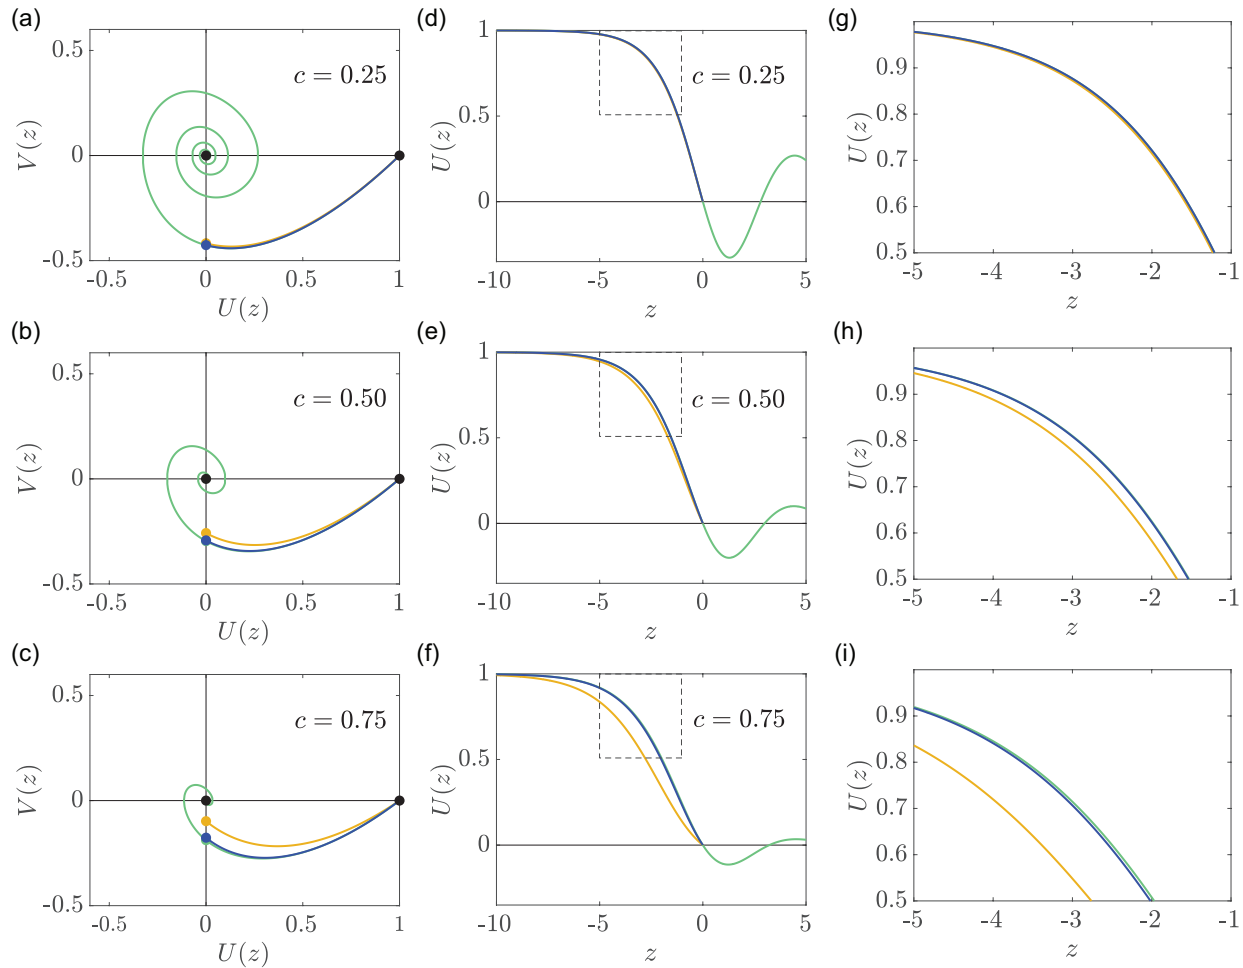 (a)
0.5
c = 0.25
V(z)
0
-0.5
-0.5 0 0.5 1
U(z)
(d)
1
c = 0.25
U(z)
0.5
0
-10 -5 0 5
z
(g)
0.9
0.8
U(z)
0.7
0.6
0.5
-5 -4 -3 -2 -1
z
(b)
0.5
c = 0.50
V(z)
0
-0.5
-0.5 0 0.5 1
U(z)
(e)
1
c = 0.50
U(z)
0.5
0
-10 -5 0 5
z
(h)
0.9
0.8
U(z)
0.7
0.6
0.5
-5 -4 -3 -2 -1
z
(c)
0.5
c = 0.75
V(z)
0
-0.5
-0.5 0 0.5 1
U(z)
(f)
1
c = 0.75
U(z)
0.5
0
-10 -5 0 5
z
(i)
0.9
0.8
U(z)
0.7
0.6
0.5
-5 -4 -3 -2 -1
z